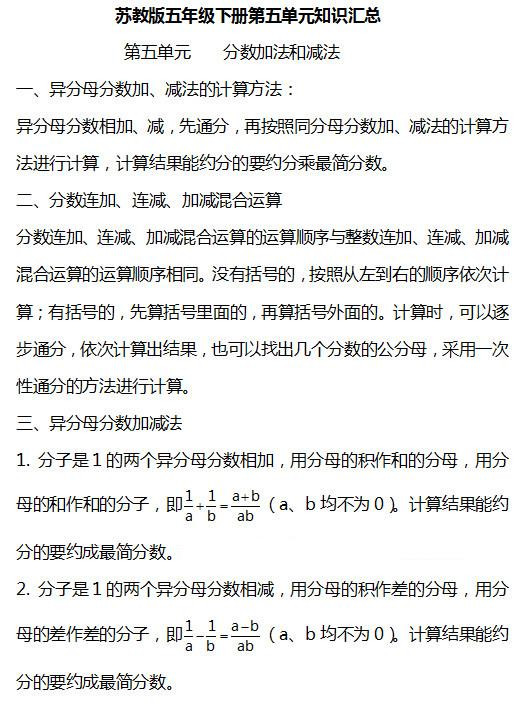 苏教版五年级下册第五单元知识汇总
第五单元 分数加法和减法
一、异分母分数加、减法的计算方法：
异分母分数相加、减，先通分，再按照同分母分数加、减法的计算方
法进行计算，计算结果能约分的要约分乘最简分数。
二、分数连加、连减、加减混合运算
分数连加、连减、加减混合运算的运算顺序与整数连加、连减、加减
混合运算的运算顺序相同。没有括号的，按照从左到右的顺序依次计
算；有括号的，先算括号里面的，再算括号外面的。计算时，可以逐
步通分，依次计算出结果，也可以找出几个分数的公分母，采用一次
性通分的方法进行计算。
三、异分母分数加减法
1. 分子是1的两个异分母分数相加，用分母的积作和的分母，用分
母的和作和的分子，即1/a+1/b=a+b/ab（a、b均不为0）。计算结果能约
分的要约成最简分数。
2. 分子是1的两个异分母分数相减，用分母的积作差的分母，用分
母的差作差的分子，即1/a−1/b=a−b/ab（a、b均不为0）。计算结果能约
分的要约成最简分数。